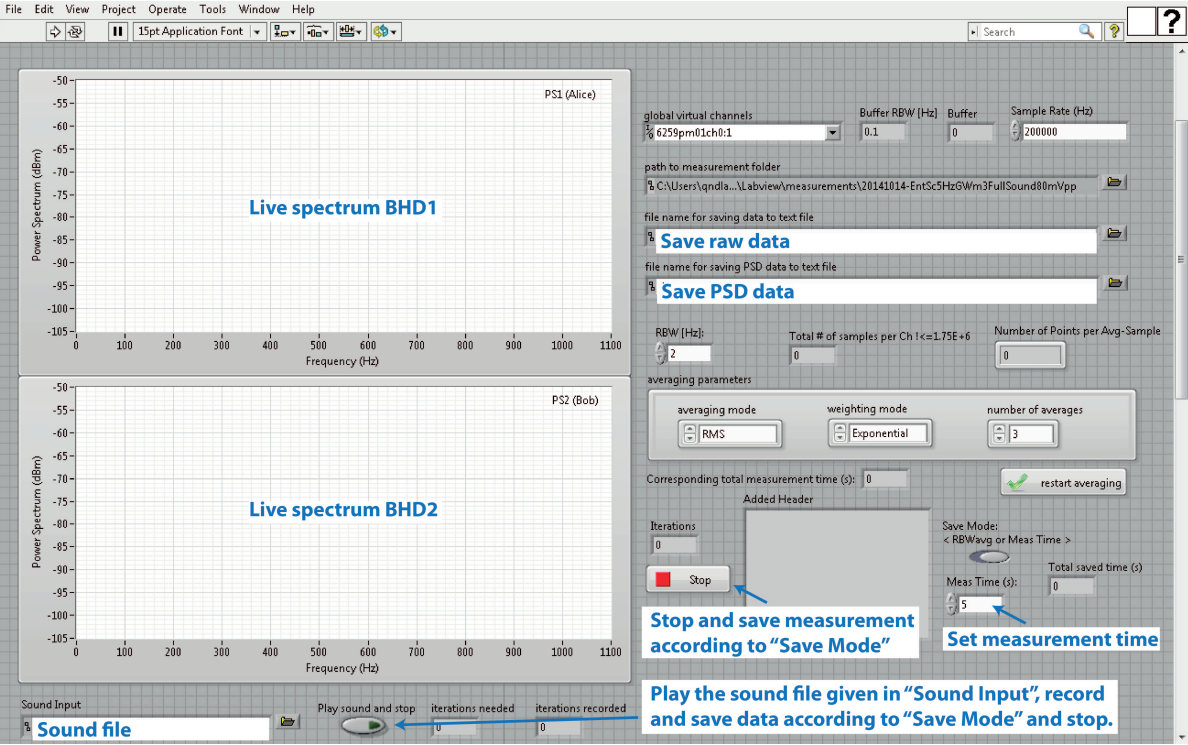 File Edit View Project Operate Tools Window Help
15pt Application Font
Search
?
?
-50
-55
-60
-65
-70
-75
-80
-85
-90
-95
-100
-105
Power Spectrum (dBm)
PS1 (Alice)
Live spectrum BHD1
0 100 200 300 400 500 600 700 800 900 1000 1100
Frequency (Hz)
-50
-55
-60
-65
-70
-75
-80
-85
-90
-95
-100
-105
Power Spectrum (dBm)
PS2 (Bob)
Live spectrum BHD2
0 100 200 300 400 500 600 700 800 900 1000 1100
Frequency (Hz)
Sound Input
Sound file
Play sound and stop
iterations needed
0
iterations recorded
0
global virtual channels
6259pm01ch0:1
Buffer RBW [Hz]
0.1
Buffer
0
Sample Rate (Hz)
200000
path to measurement folder
C:\Users\qndla...\Labview\measurements\20141014-EntSc5HzGWm3FullSound80mVpp
file name for saving data to text file
Save raw data
file name for saving PSD data to text file
Save PSD data
RBW [Hz]:
2
Total # of samples per Ch !<=1.75E+6
0
Number of Points per Avg-Sample
0
averaging parameters
averaging mode
RMS
weighting mode
Exponential
number of averages
3
Corresponding total measurement time (s): 0
restart averaging
Added Header
Iterations
0
Stop
Save Mode:
< RBWavg or Meas Time >
Total saved time (s)
0
Meas Time (s):
5
Stop and save measurement
according to "Save Mode"
Set measurement time
Play the sound file given in "Sound Input", record
and save data according to "Save Mode" and stop.